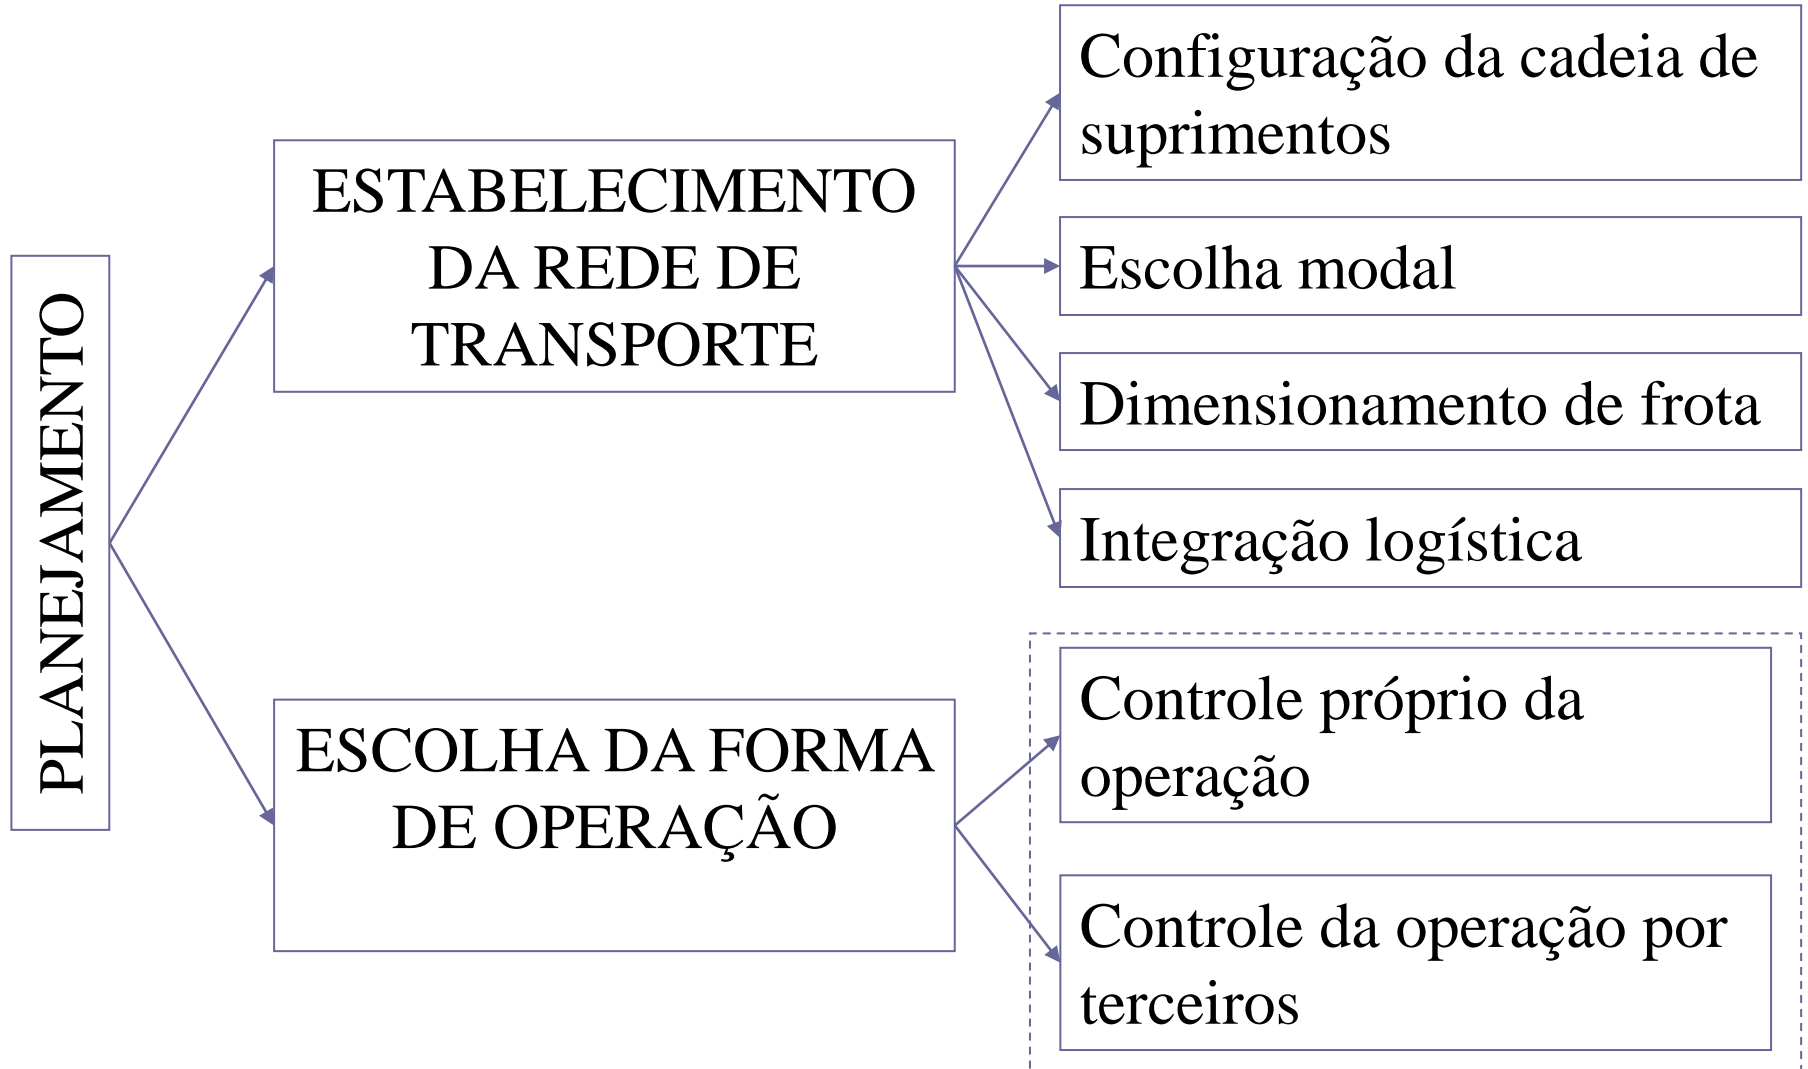 PLANEJAMENTO
ESTABELECIMENTO
DA REDE DE
TRANSPORTE
Configuração da cadeia de
suprimentos
Escolha modal
Dimensionamento de frota
Integração logística
ESCOLHA DA FORMA
DE OPERAÇÃO
Controle próprio da
operação
Controle da operação por
terceiros